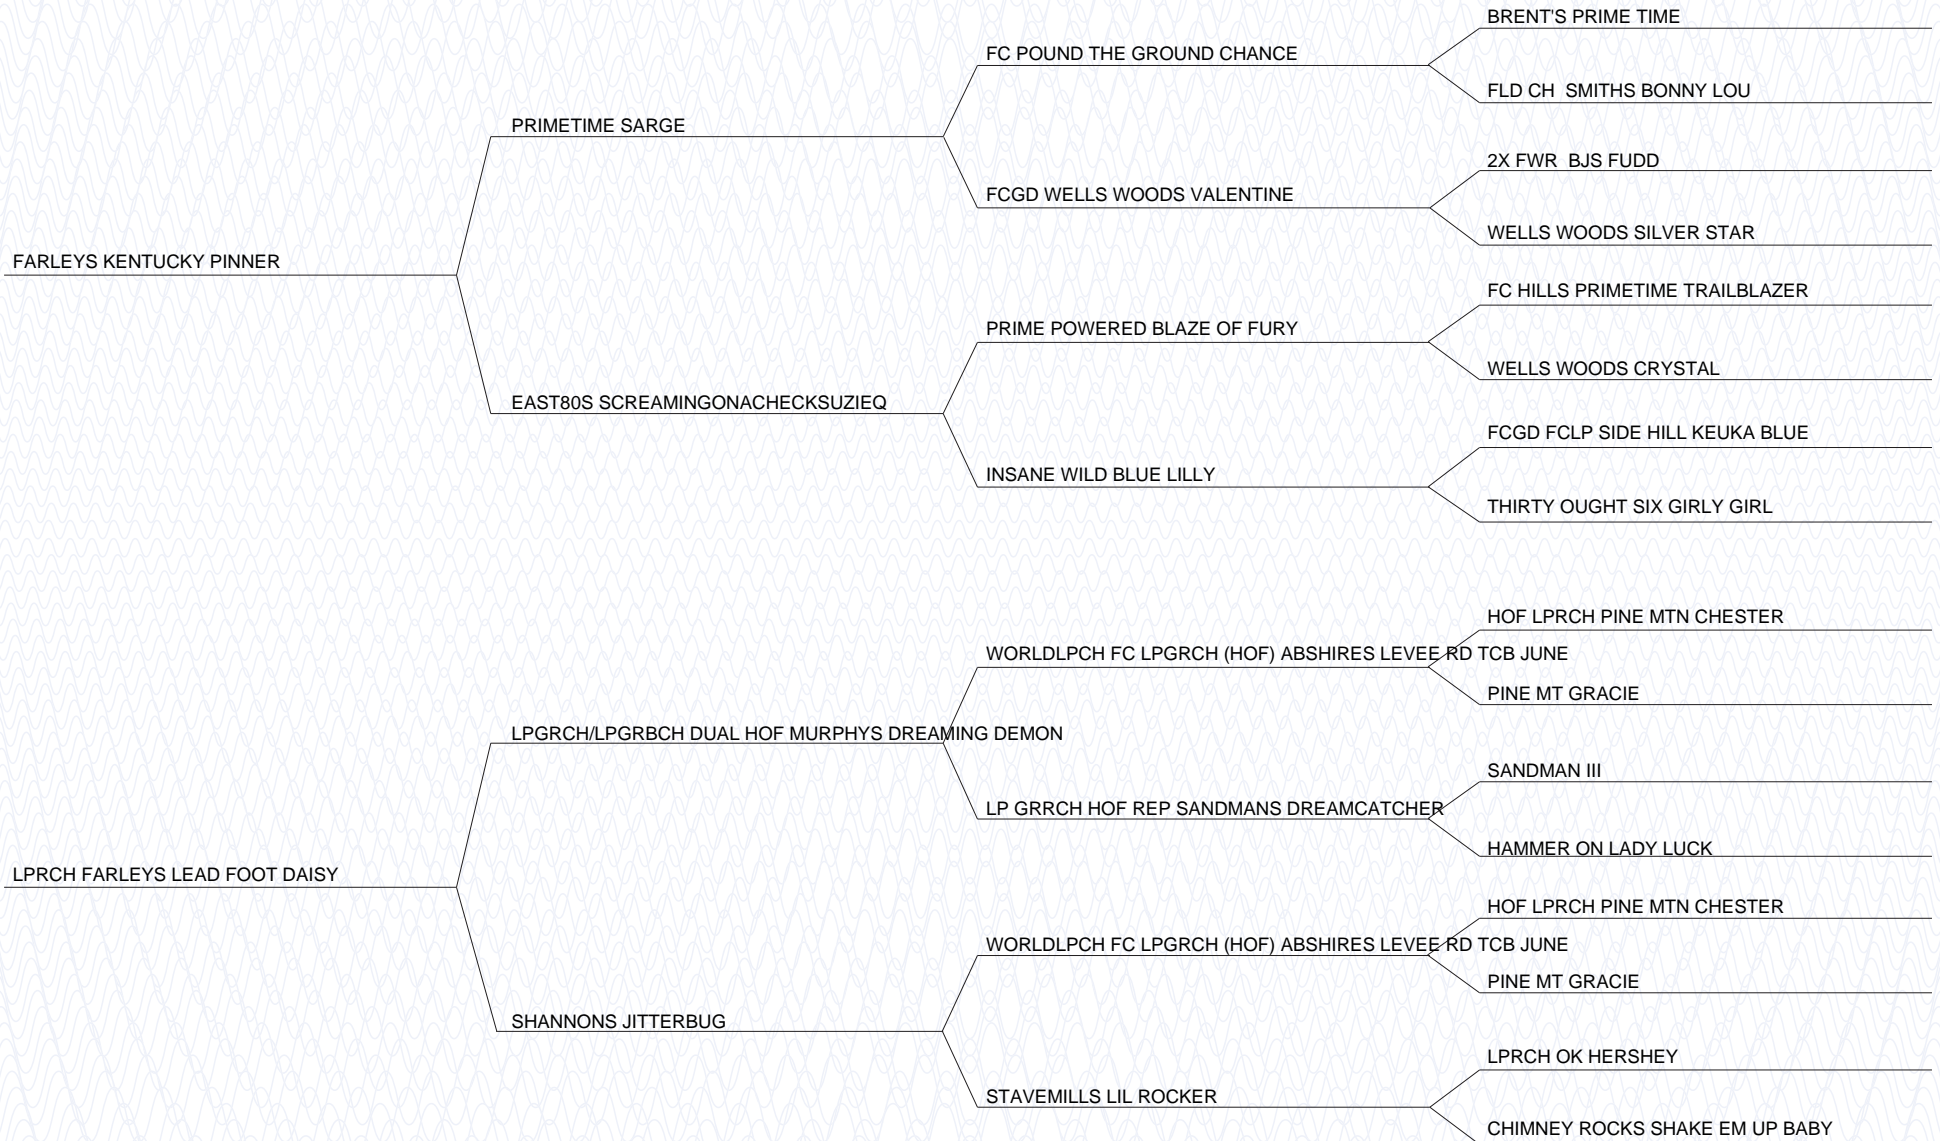 BRENT'S PRIME TIME
FC POUND THE GROUND CHANCE
FLD CH  SMITHS BONNY LOU
PRIMETIME SARGE
2X FWR  BJS FUDD
FCGD WELLS WOODS VALENTINE
WELLS WOODS SILVER STAR
FARLEYS KENTUCKY PINNER
FC HILLS PRIMETIME TRAILBLAZER
PRIME POWERED BLAZE OF FURY
WELLS WOODS CRYSTAL
EAST80S SCREAMINGONACHECKSUZIEQ
FCGD FCLP SIDE HILL KEUKA BLUE
INSANE WILD BLUE LILLY
THIRTY OUGHT SIX GIRLY GIRL
HOF LPRCH PINE MTN CHESTER
WORLDLPCH FC LPGRCH (HOF) ABSHIRES LEVEE RD TCB JUNE
PINE MT GRACIE
LPGRCH/LPGRBCH DUAL HOF MURPHYS DREAMING DEMON
SANDMAN III
LP GRRCH HOF REP SANDMANS DREAMCATCHER
HAMMER ON LADY LUCK
LPRCH FARLEYS LEAD FOOT DAISY
HOF LPRCH PINE MTN CHESTER
WORLDLPCH FC LPGRCH (HOF) ABSHIRES LEVEE RD TCB JUNE
PINE MT GRACIE
SHANNONS JITTERBUG
LPRCH OK HERSHEY
STAVEMILLS LIL ROCKER
CHIMNEY ROCKS SHAKE EM UP BABY